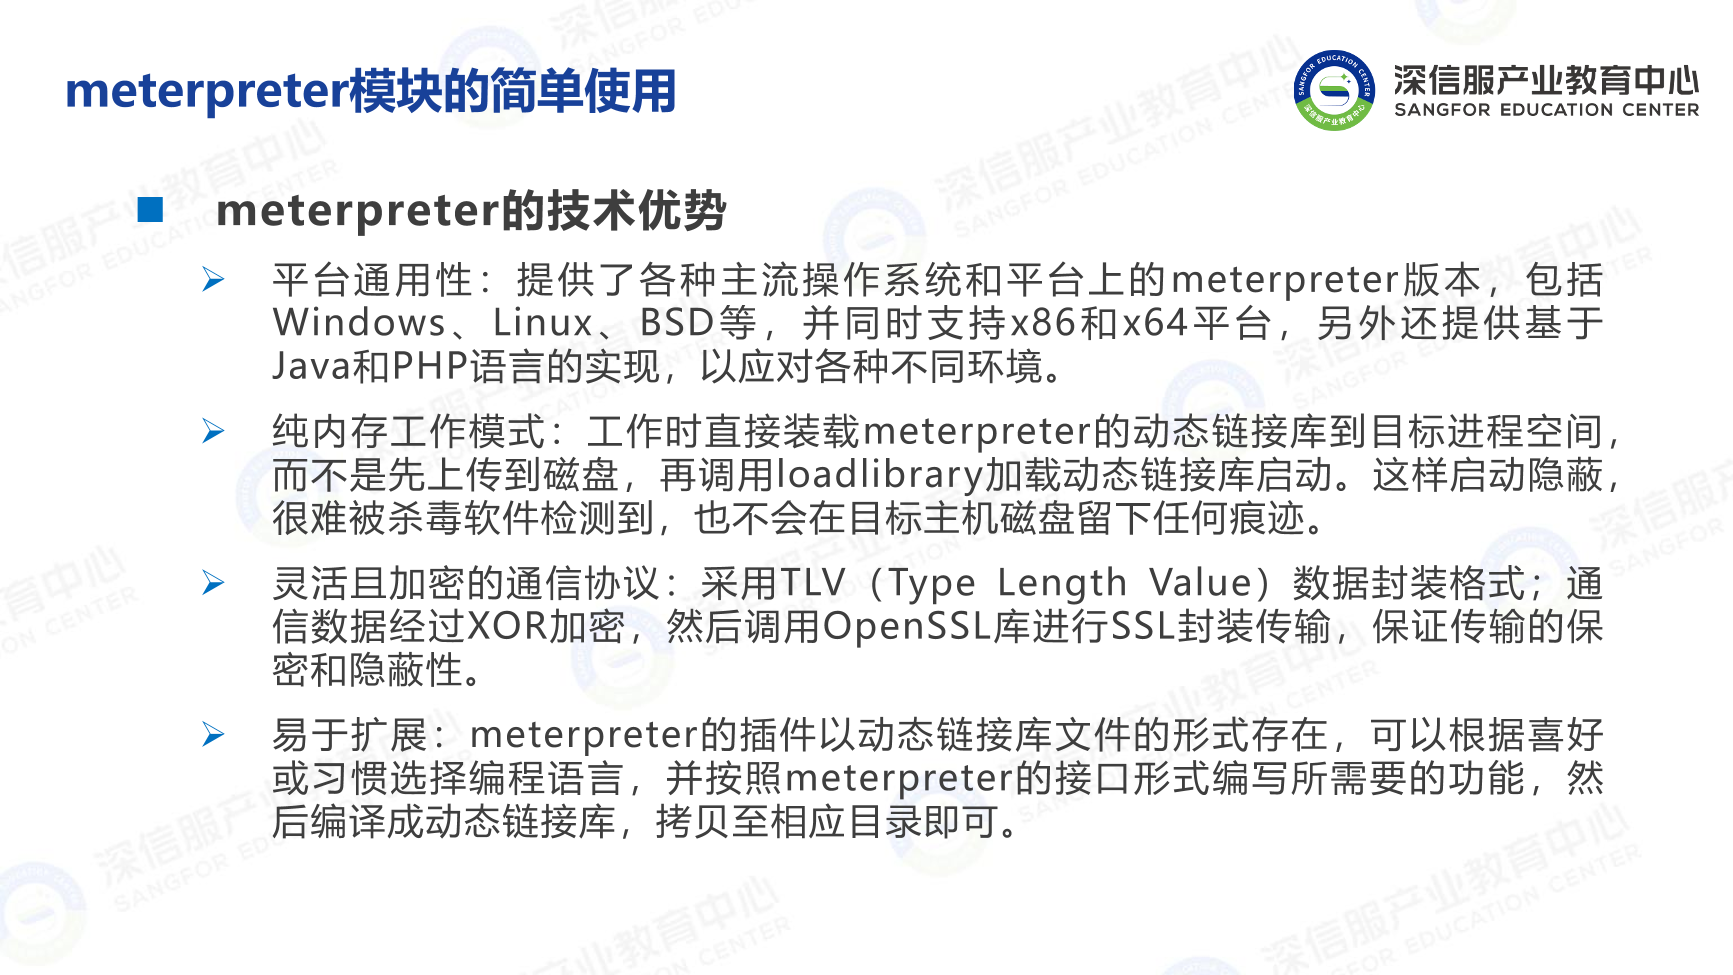 meterpreter模块的简单使用
深信服产业教育中心
SANGFOR EDUCATION CENTER
meterpreter的技术优势
平台通用性：提供了各种主流操作系统和平台上的meterpreter版本，包括
Windows、Linux、BSD等，并同时支持x86和x64平台，另外还提供基于
Java和PHP语言的实现，以应对各种不同环境。
纯内存工作模式：工作时直接装载meterpreter的动态链接库到目标进程空间，
而不是先上传到磁盘，再调用loadlibrary加载动态链接库启动。这样启动隐蔽，
很难被杀毒软件检测到，也不会在目标主机磁盘留下任何痕迹。
灵活且加密的通信协议：采用TLV（Type Length Value）数据封装格式；通
信数据经过XOR加密，然后调用OpenSSL库进行SSL封装传输，保证传输的保
密和隐蔽性。
易于扩展：meterpreter的插件以动态链接库文件的形式存在，可以根据喜好
或习惯选择编程语言，并按照meterpreter的接口形式编写所需要的功能，然
后编译成动态链接库，拷贝至相应目录即可。